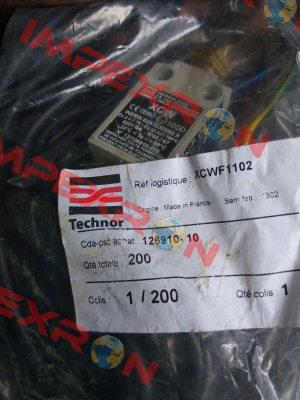 XCW
Réf logistique : XCWF1102
Origine : Made in France Sem fab : 1302
Technor
Cde-pst achat : 126910- 10
Qté totale : 200
Colis : 1 / 200 Qté colis : 1
IMPEXRON